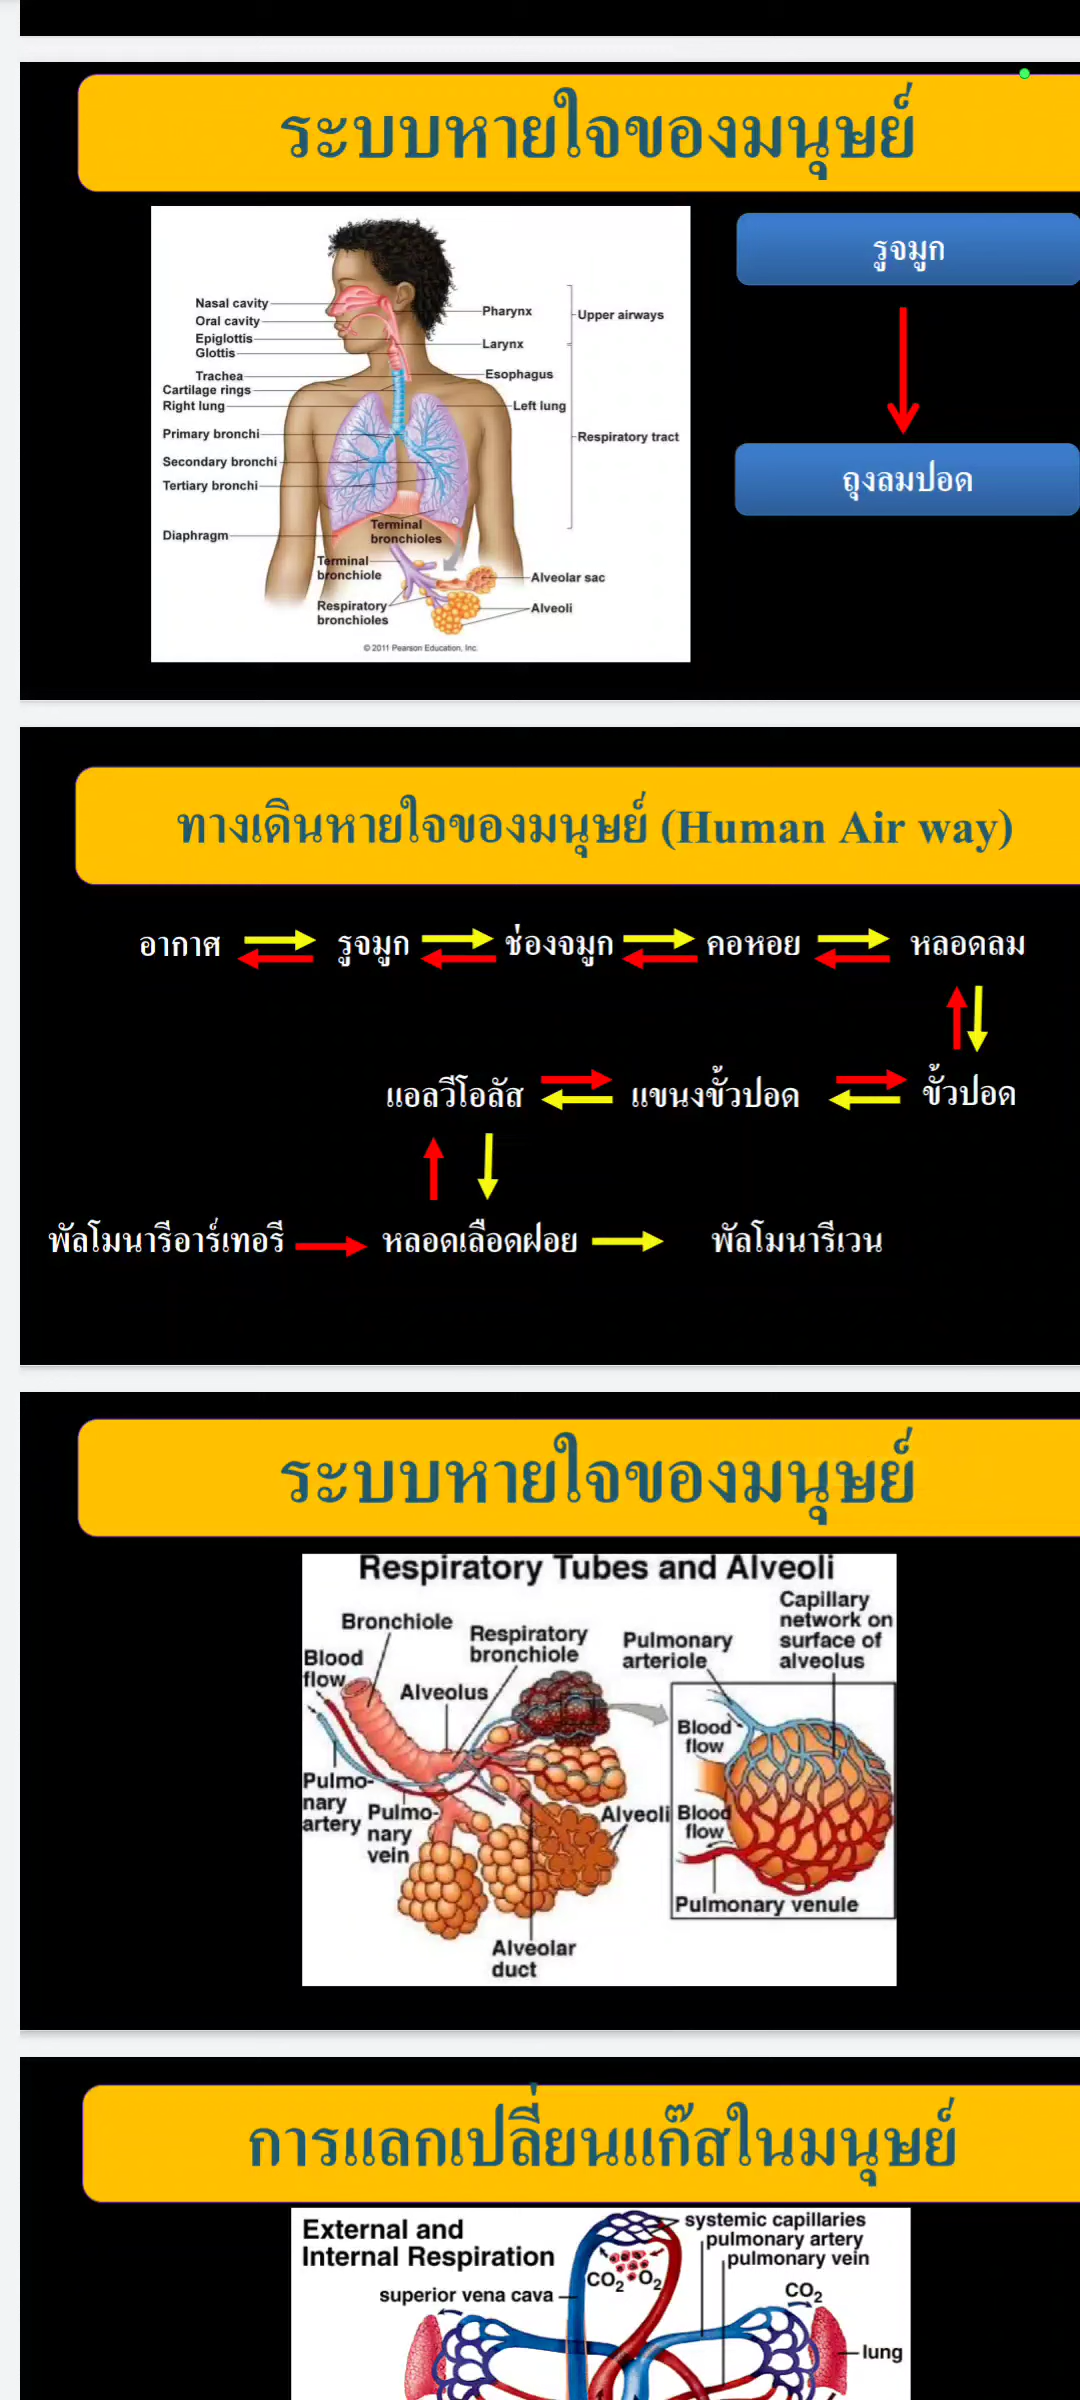 ระบบหายใจของมนุษย์
รูจมูก
ถุงลมปอด
Nasal cavity
Oral cavity
Epiglottis
Glottis
Trachea
Cartilage rings
Right lung
Primary bronchi
Secondary bronchi
Tertiary bronchi
Diaphragm
Pharynx
Larynx
Esophagus
Left lung
Upper airways
Respiratory tract
Terminal
bronchioles
Terminal
bronchiole
Respiratory
bronchioles
Alveolar sac
Alveoli
© 2011 Pearson Education, Inc.
ทางเดินหายใจของมนุษย์ (Human Air way)
อากาศ รูจมูก ช่องจมูก คอหอย หลอดลม
แอลวีโอลัส แขนงขั้วปอด ขั้วปอด
พัลโมนารีอาร์เทอรี หลอดเลือดฝอย พัลโมนารีเวน
ระบบหายใจของมนุษย์
Respiratory Tubes and Alveoli
Bronchiole
Blood
flow
Respiratory
bronchiole
Alveolus
Pulmonary
arteriole
Capillary
network on
surface of
alveolus
Blood
flow
Pulmo-
nary
artery
Pulmo-
nary
vein
Alveoli
Blood
flow
Pulmonary venule
Alveolar
duct
การแลกเปลี่ยนแก๊สในมนุษย์
External and
Internal Respiration
systemic capillaries
pulmonary artery
pulmonary vein
CO2 O2
superior vena cava
CO2
lung